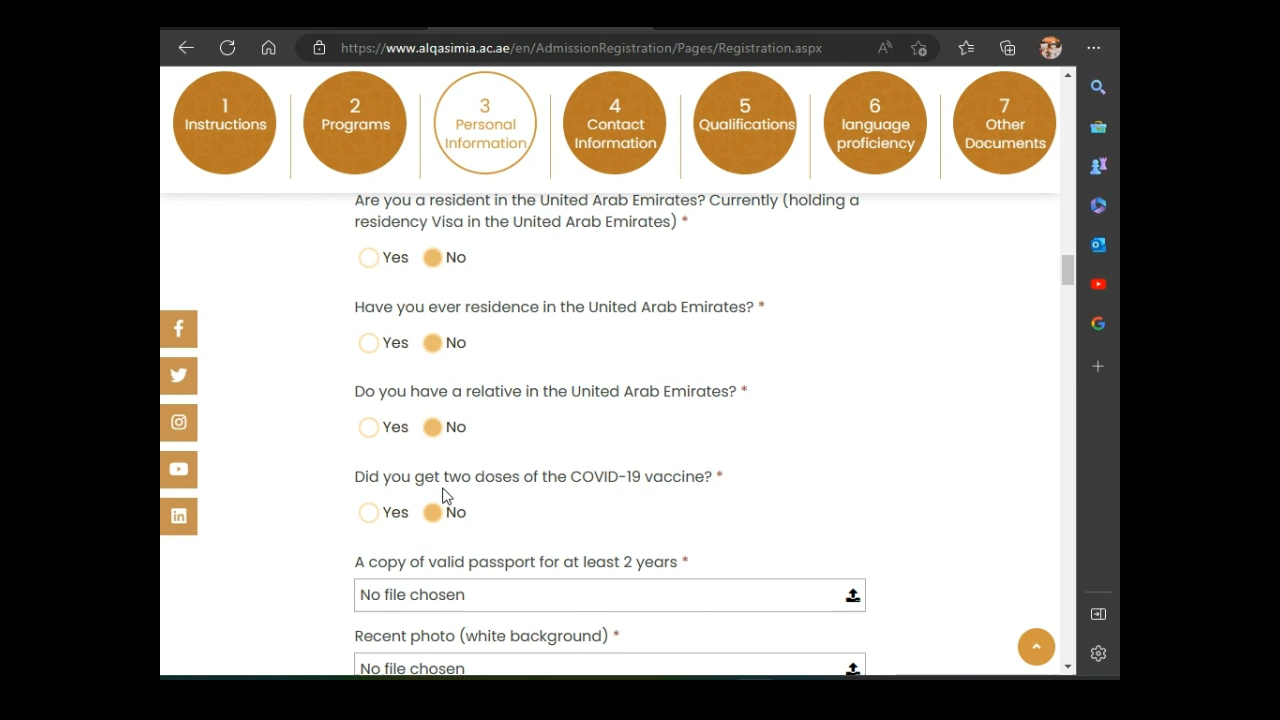 https://www.alqasimia.ac.ae/en/AdmissionRegistration/Pages/Registration.aspx
1
Instructions
2
Programs
3
Personal
Information
4
Contact
Information
5
Qualifications
6
language
proficiency
7
Other
Documents
Are you a resident in the United Arab Emirates? Currently (holding a
residency Visa in the United Arab Emirates) *
Yes No
Have you ever residence in the United Arab Emirates? *
Yes No
Do you have a relative in the United Arab Emirates? *
Yes No
Did you get two doses of the COVID-19 vaccine? *
Yes No
A copy of valid passport for at least 2 years *
No file chosen
Recent photo (white background) *
No file chosen